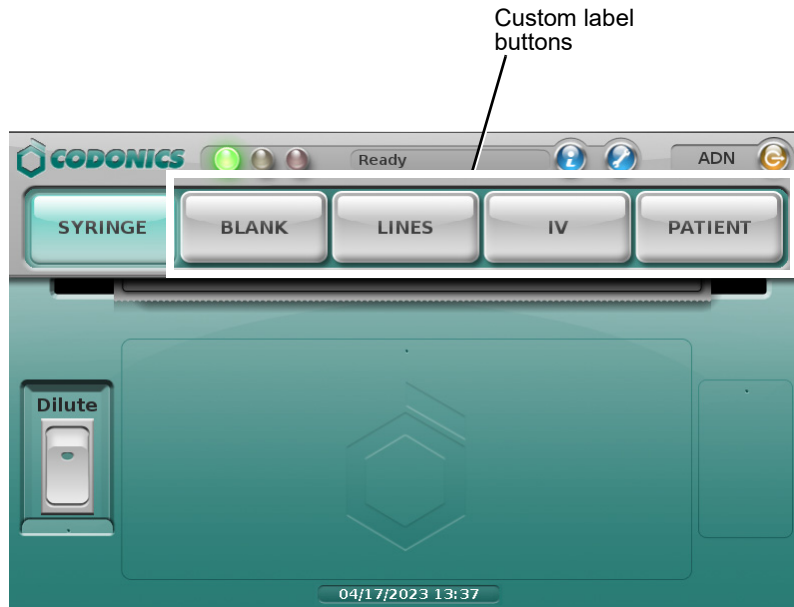 Custom label
buttons
CODONICS
Ready
ADN
SYRINGE
BLANK
LINES
IV
PATIENT
Dilute
04/17/2023 13:37